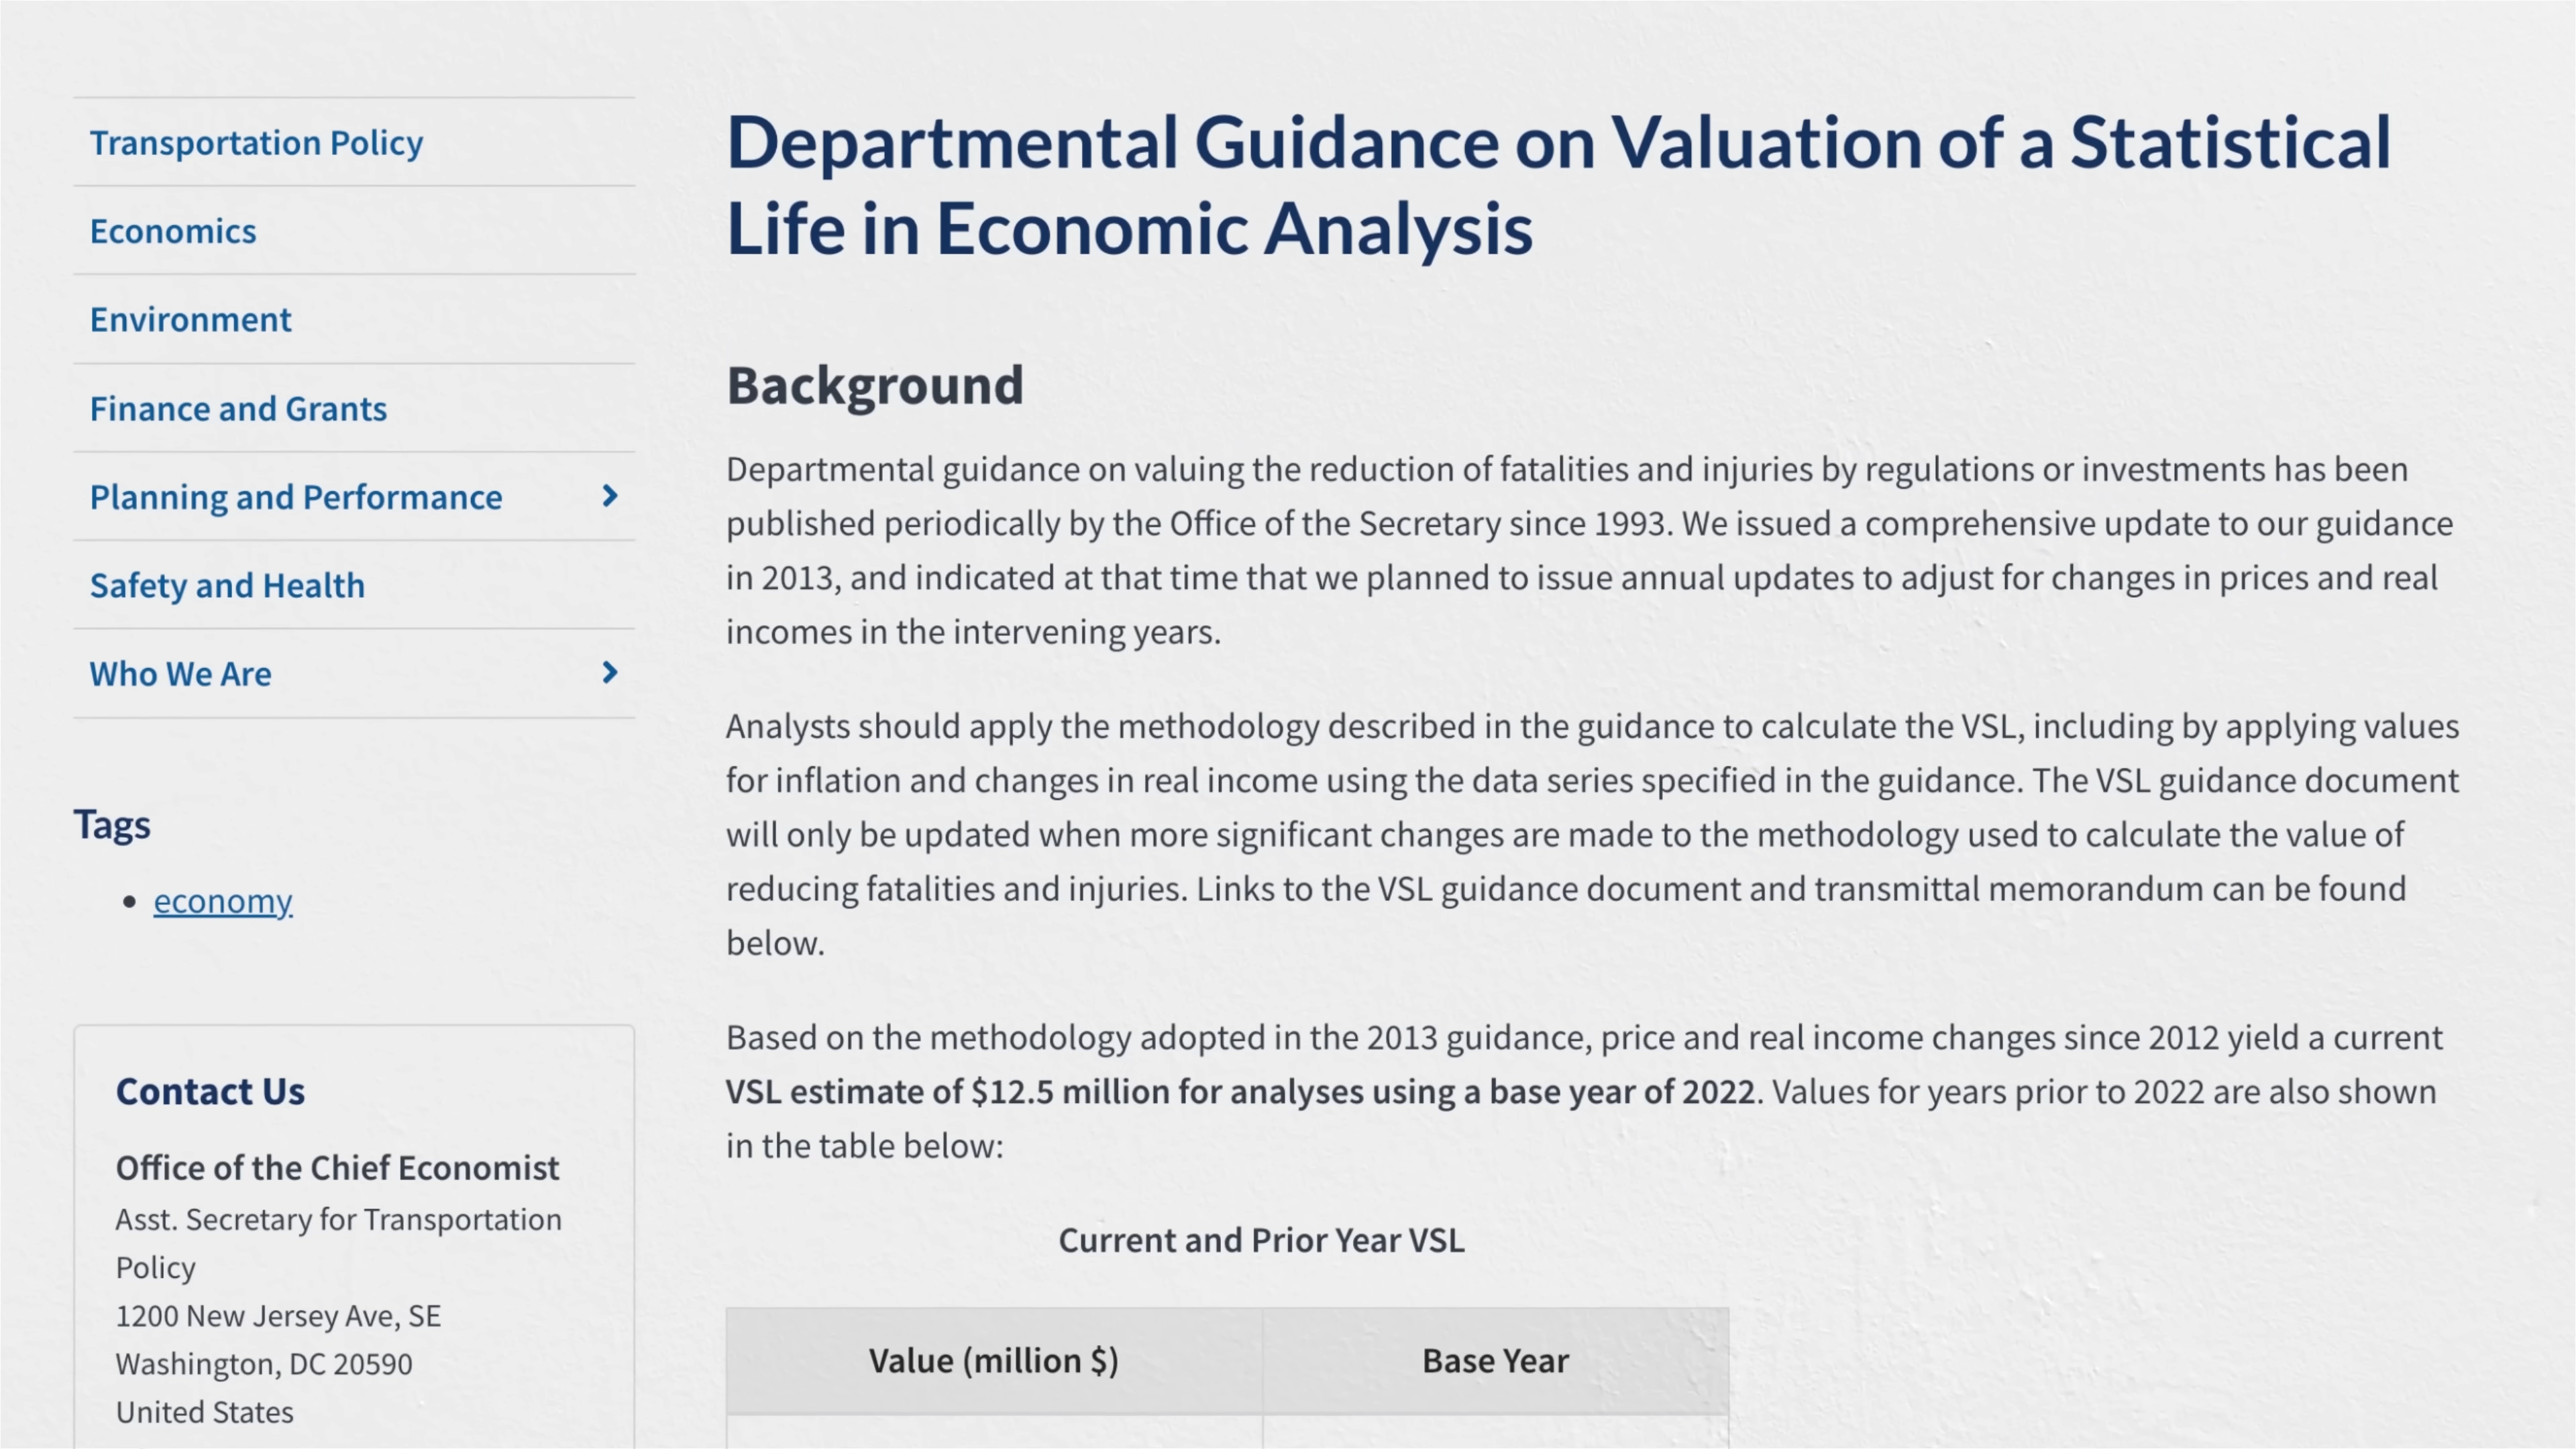 Transportation Policy
Economics
Environment
Finance and Grants
Planning and Performance
Safety and Health
Who We Are
Tags
economy
Contact Us
Office of the Chief Economist
Asst. Secretary for Transportation
Policy
1200 New Jersey Ave, SE
Washington, DC 20590
United States
Departmental Guidance on Valuation of a Statistical
Life in Economic Analysis
Background
Departmental guidance on valuing the reduction of fatalities and injuries by regulations or investments has been
published periodically by the Office of the Secretary since 1993. We issued a comprehensive update to our guidance
in 2013, and indicated at that time that we planned to issue annual updates to adjust for changes in prices and real
incomes in the intervening years.
Analysts should apply the methodology described in the guidance to calculate the VSL, including by applying values
for inflation and changes in real income using the data series specified in the guidance. The VSL guidance document
will only be updated when more significant changes are made to the methodology used to calculate the value of
reducing fatalities and injuries. Links to the VSL guidance document and transmittal memorandum can be found
below.
Based on the methodology adopted in the 2013 guidance, price and real income changes since 2012 yield a current
VSL estimate of $12.5 million for analyses using a base year of 2022. Values for years prior to 2022 are also shown
in the table below:
Current and Prior Year VSL
Value (million $) Base Year